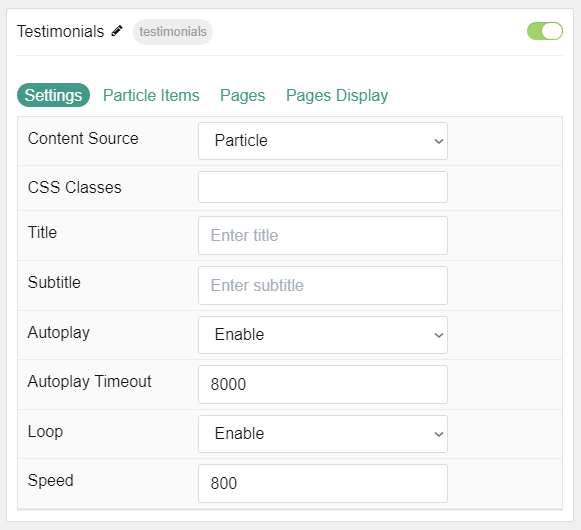 Testimonials testimonials
Settings Particle Items Pages Pages Display
Content Source Particle
CSS Classes
Title Enter title
Subtitle Enter subtitle
Autoplay Enable
Autoplay Timeout 8000
Loop Enable
Speed 800